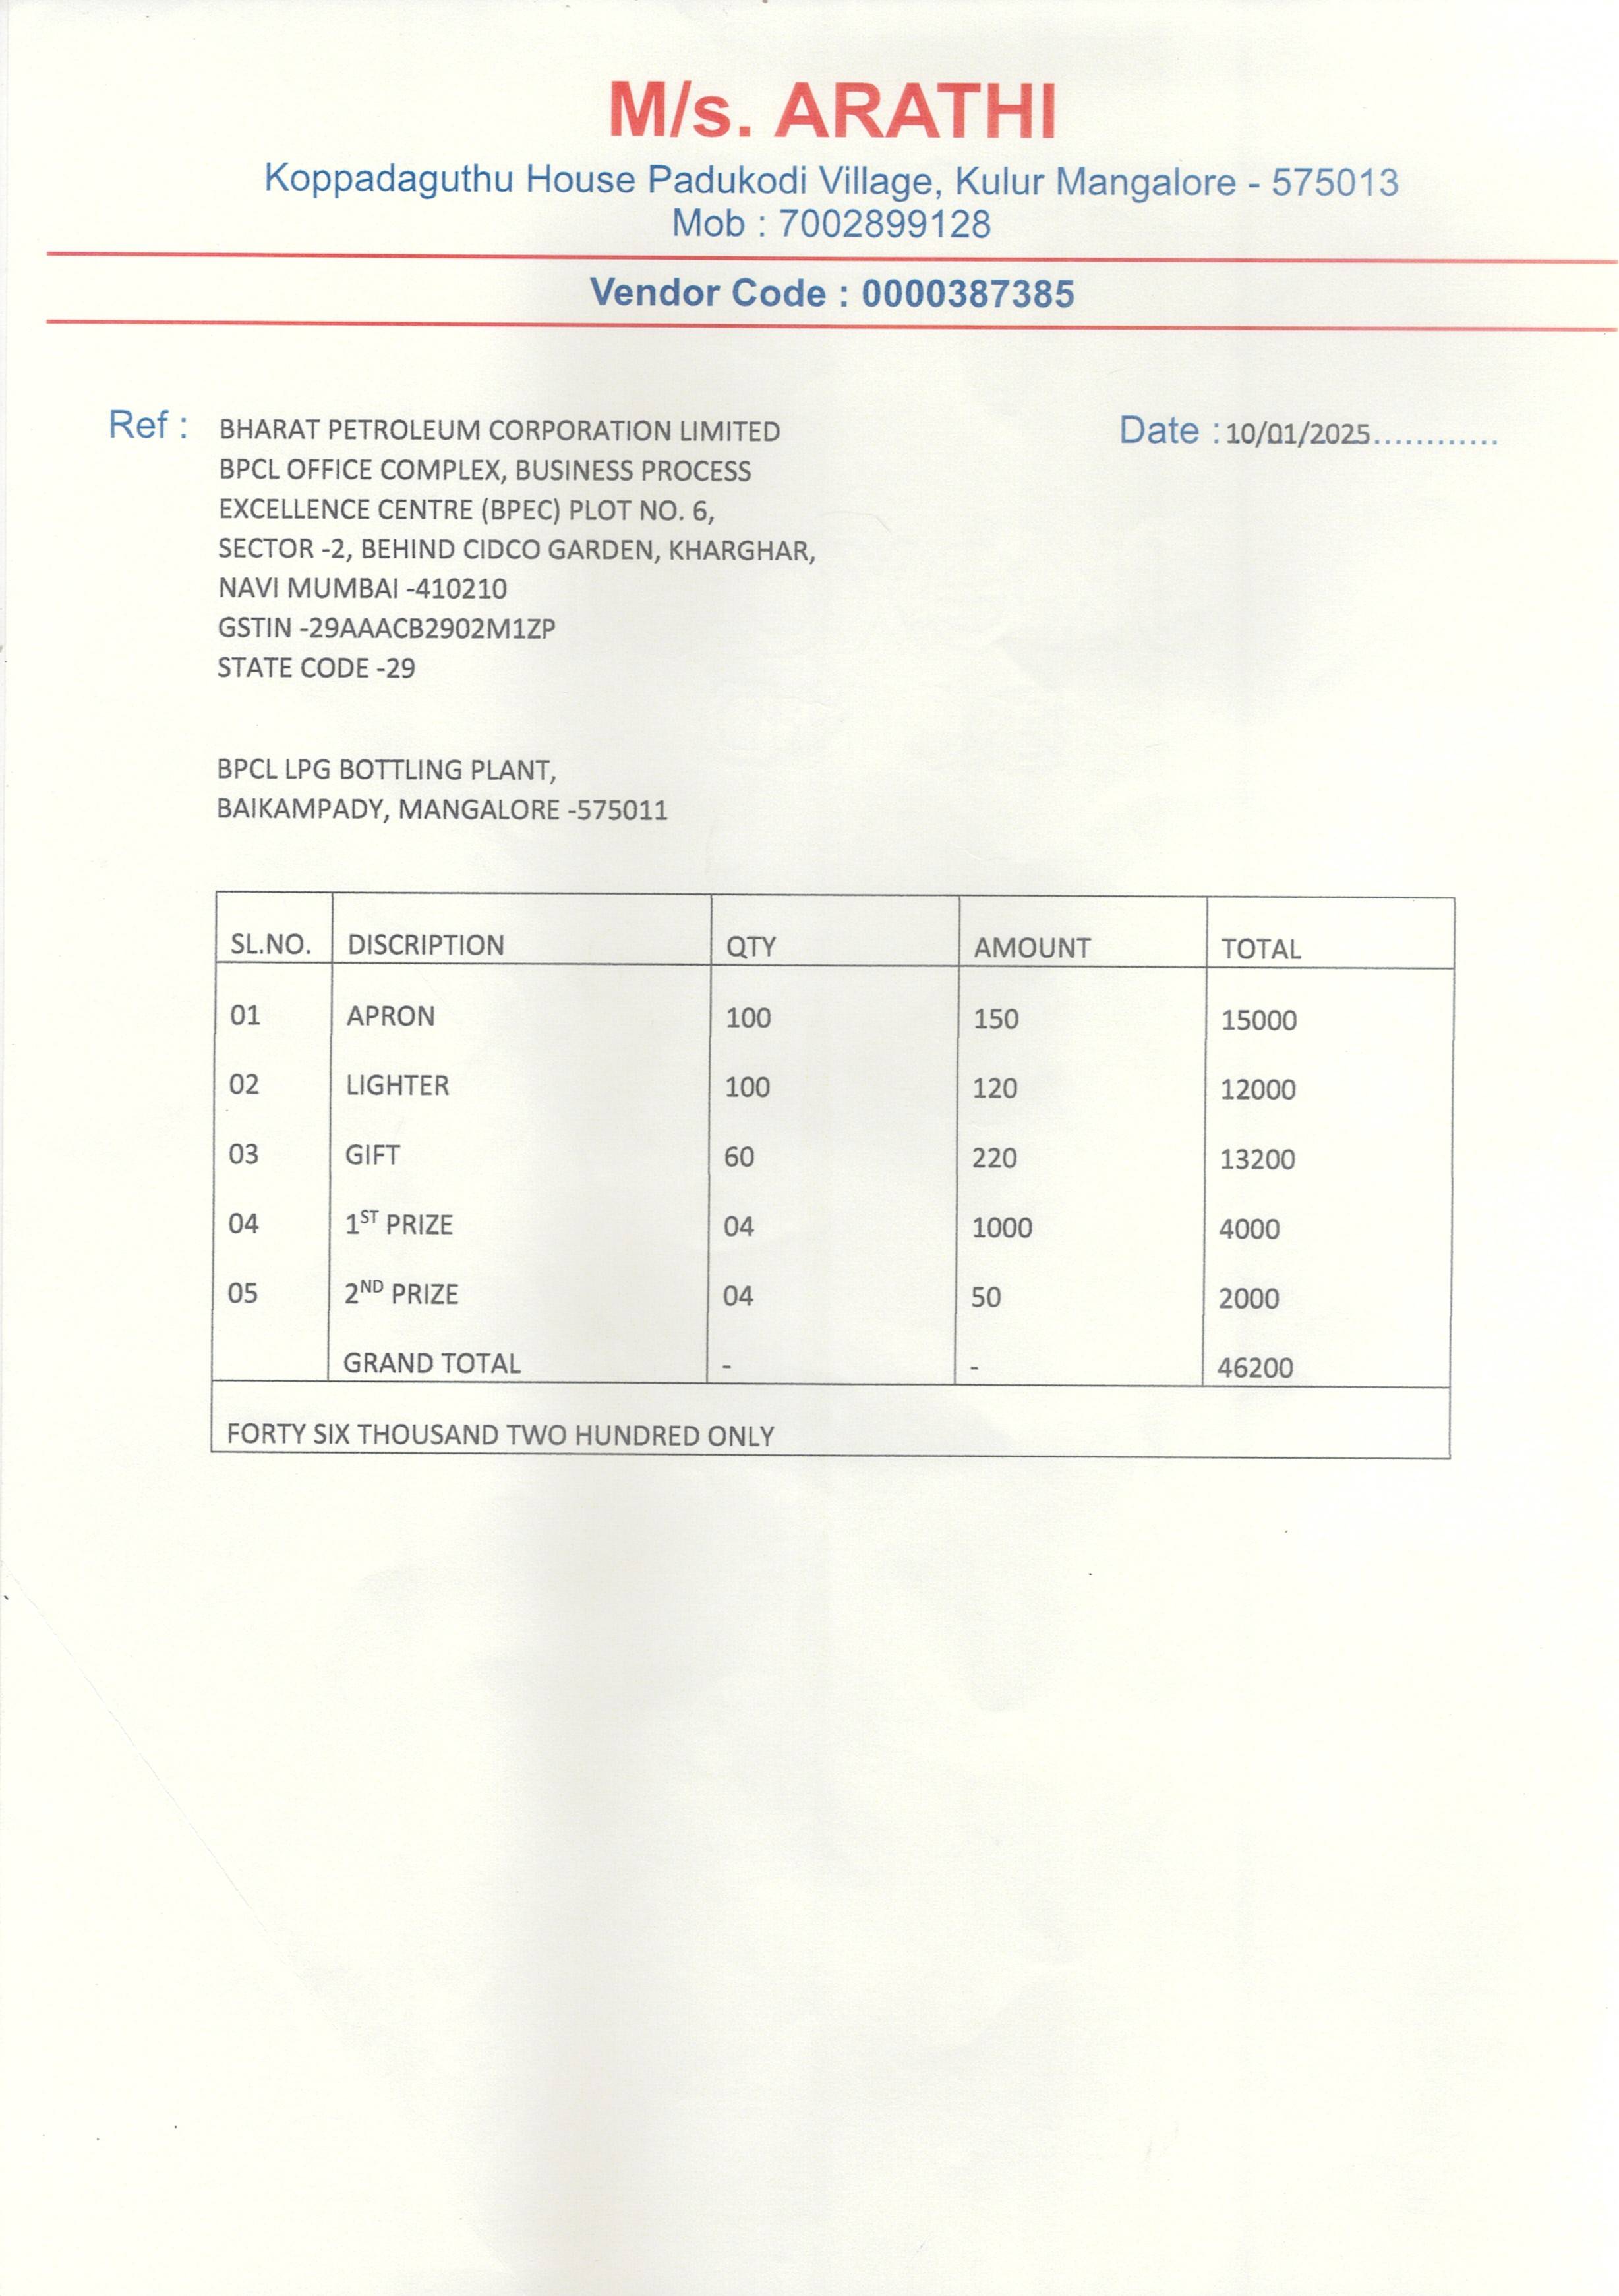 M/s. ARATHI
Koppadaguthu House Padukodi Village, Kulur Mangalore - 575013
Mob : 7002899128
Vendor Code : 0000387385
Ref : BHARAT PETROLEUM CORPORATION LIMITED Date : 10/01/2025............
BPCL OFFICE COMPLEX, BUSINESS PROCESS
EXCELLENCE CENTRE (BPEC) PLOT NO. 6,
SECTOR -2, BEHIND CIDCO GARDEN, KHARGHAR,
NAVI MUMBAI -410210
GSTIN -29AAACB2902M1ZP
STATE CODE -29
BPCL LPG BOTTLING PLANT,
BAIKAMPADY, MANGALORE -575011
SL.NO. DISCRIPTION QTY AMOUNT TOTAL
01 APRON 100 150 15000
02 LIGHTER 100 120 12000
03 GIFT 60 220 13200
04 1ST PRIZE 04 1000 4000
05 2ND PRIZE 04 50 2000
GRAND TOTAL - - 46200
FORTY SIX THOUSAND TWO HUNDRED ONLY